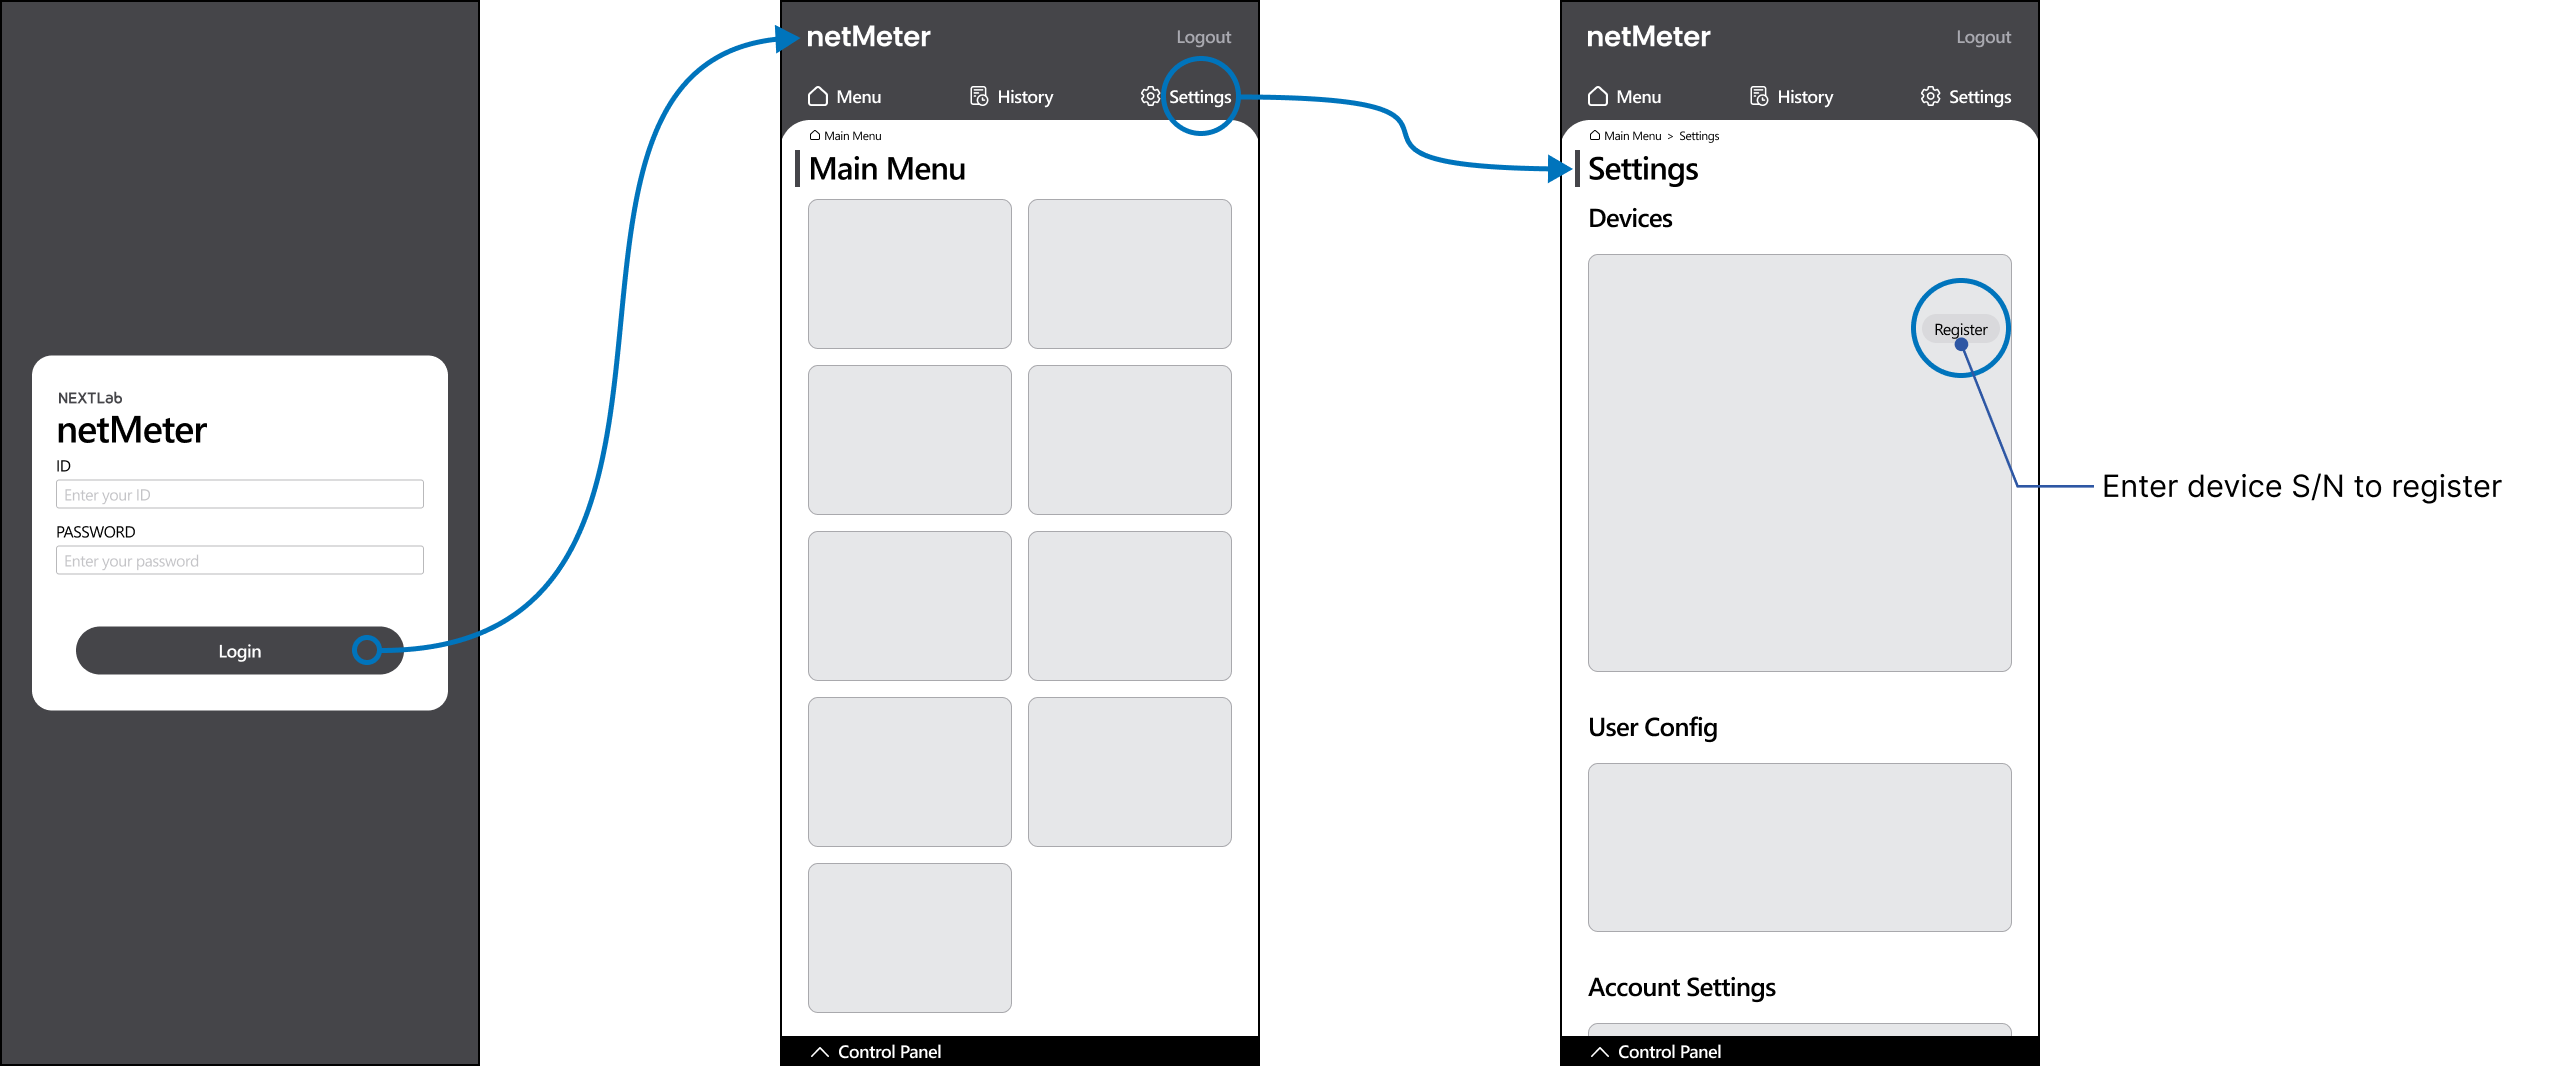 NEXTLab
netMeter
ID
Enter your ID
PASSWORD
Enter your password
Login
netMeter
Logout
Menu
History
Settings
Main Menu
Main Menu
Control Panel
netMeter
Logout
Menu
History
Settings
Main Menu > Settings
Settings
Devices
Register
User Config
Account Settings
Control Panel
Enter device S/N to register